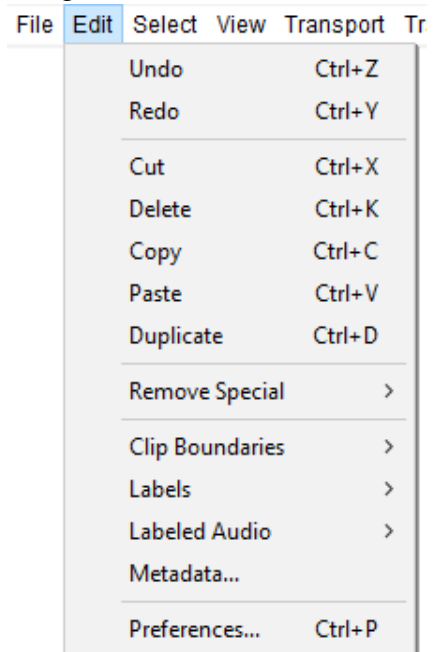 File Edit Select View Transport Tr
Undo Ctrl+Z
Redo Ctrl+Y
Cut Ctrl+X
Delete Ctrl+K
Copy Ctrl+C
Paste Ctrl+V
Duplicate Ctrl+D
Remove Special >
Clip Boundaries >
Labels >
Labeled Audio >
Metadata...
Preferences... Ctrl+P